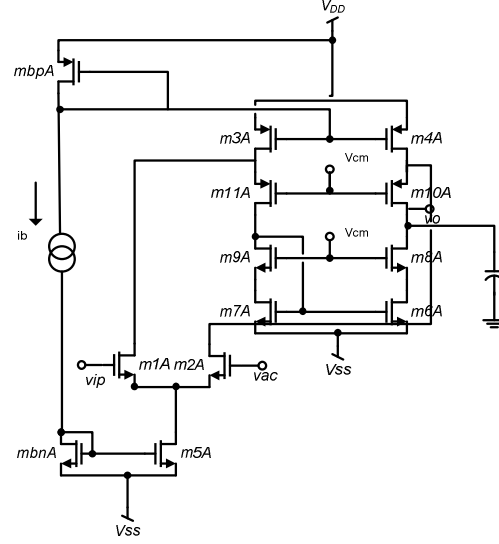 VDD
mbpA
m3A
m4A
Vcm
m11A
m10A
vo
ib
Vcm
m9A
m8A
m7A
m6A
Vss
m1A
m2A
vip
vac
mbnA
m5A
Vss